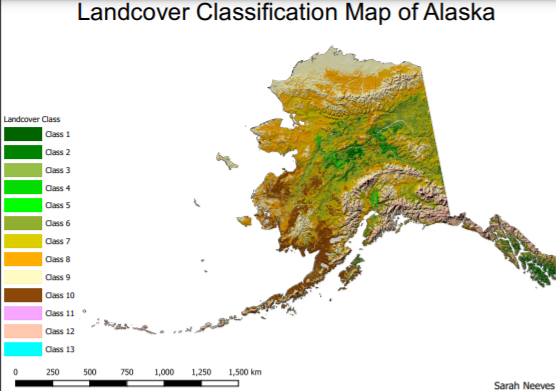 Landcover Classification Map of Alaska
Landcover Class
Class 1
Class 2
Class 3
Class 4
Class 5
Class 6
Class 7
Class 8
Class 9
Class 10
Class 11
Class 12
Class 13
0 250 500 750 1,000 1,250 1,500 km
Sarah Neeves